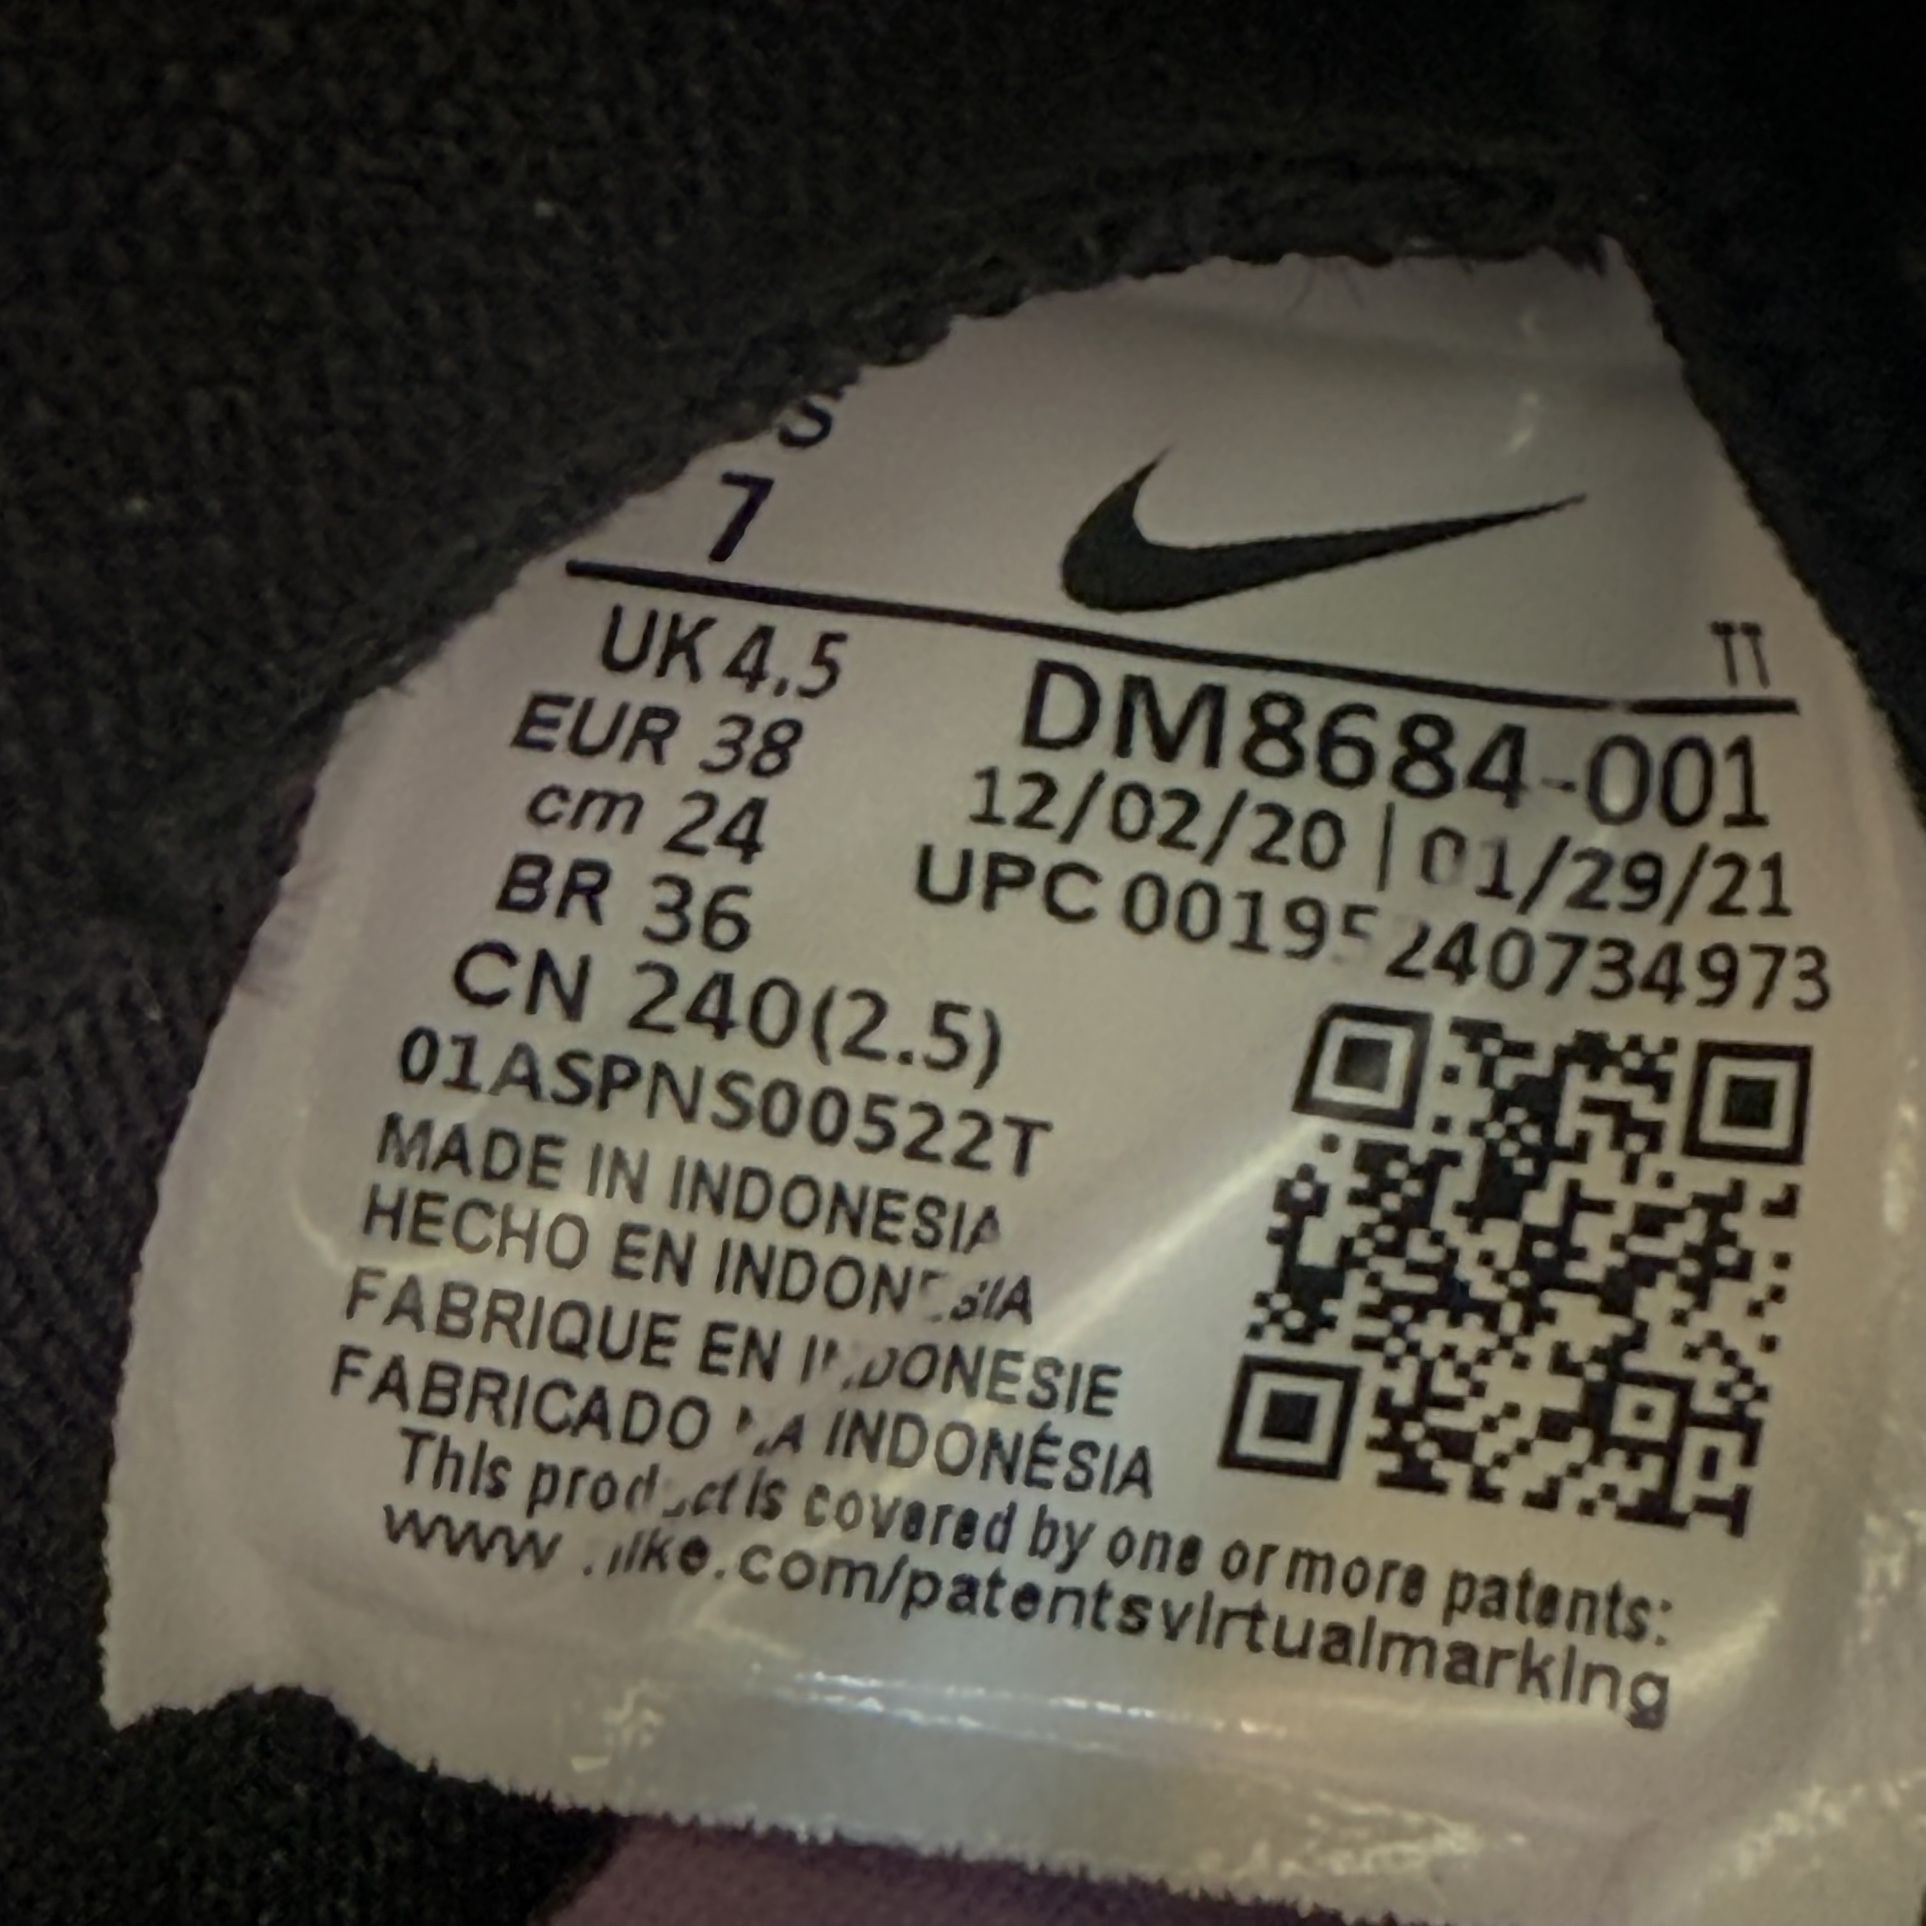 S
7
TT
UK 4.5
EUR 38
cm 24
BR 36
CN 240(2.5)
DM8684-001
12/02/20 | 01/29/21
UPC 00195240734973
01ASPNS00522T
MADE IN INDONESIA
HECHO EN INDONESIA
FABRIQUE EN INDONESIE
FABRICADO NA INDONÉSIA
This product is covered by one or more patents:
www.nike.com/patentsvirtualmarking